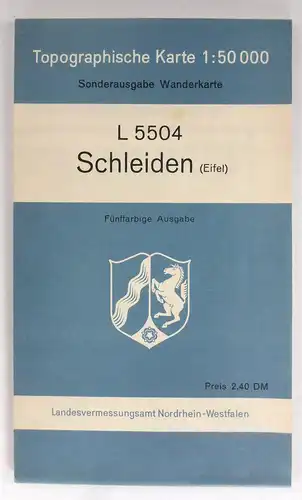 Topographische Karte 1:50 000
Sonderausgabe Wanderkarte
L 5504
Schleiden (Eifel)
Fünffarbige Ausgabe
Preis 2,40 DM
Landesvermessungsamt Nordrhein-Westfalen